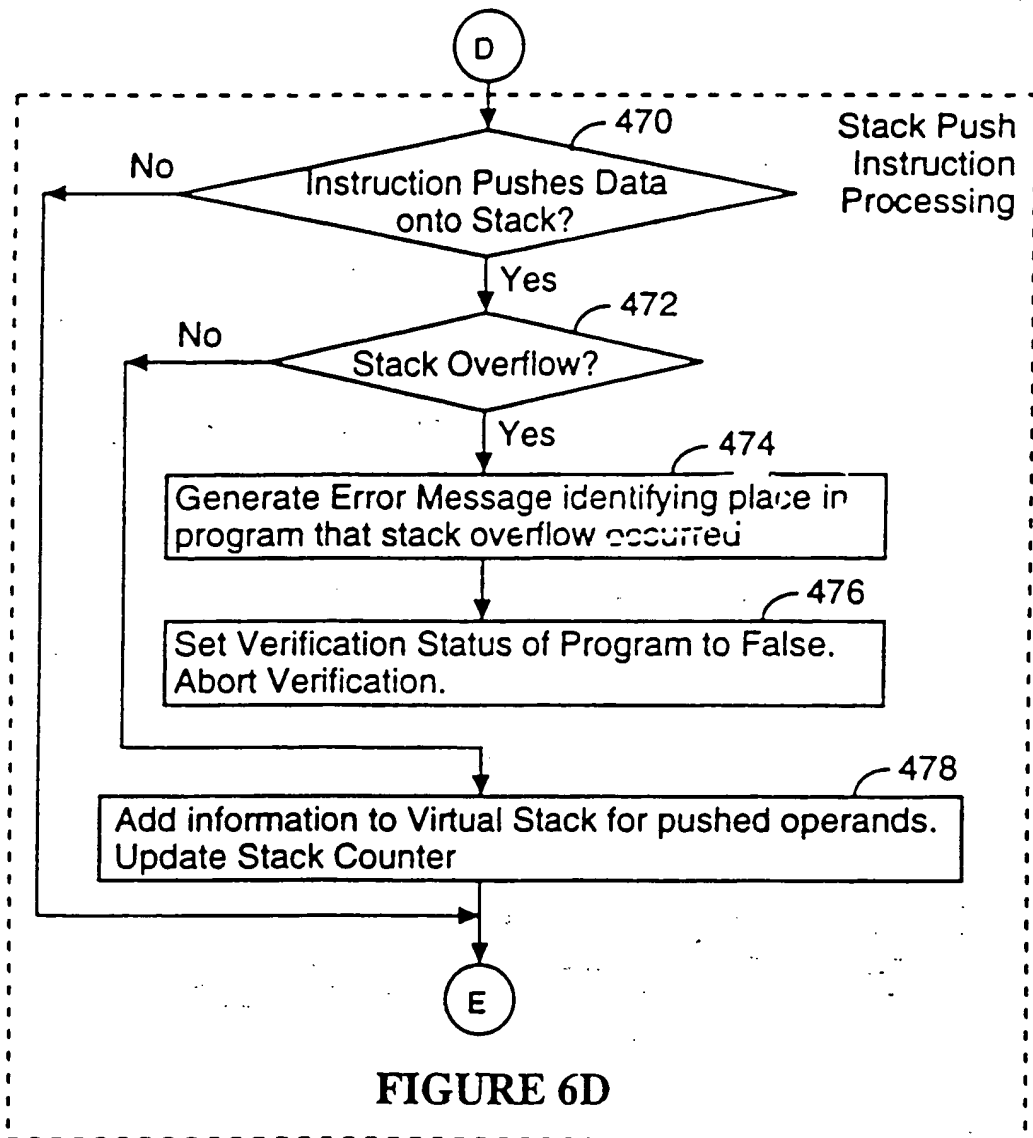 D
470
Stack Push
Instruction
Processing
No
Instruction Pushes Data
onto Stack?
Yes
472
No
Stack Overflow?
Yes
474
Generate Error Message identifying place in
program that stack overflow occurred
476
Set Verification Status of Program to False.
Abort Verification.
478
Add information to Virtual Stack for pushed operands.
Update Stack Counter
E
FIGURE 6D